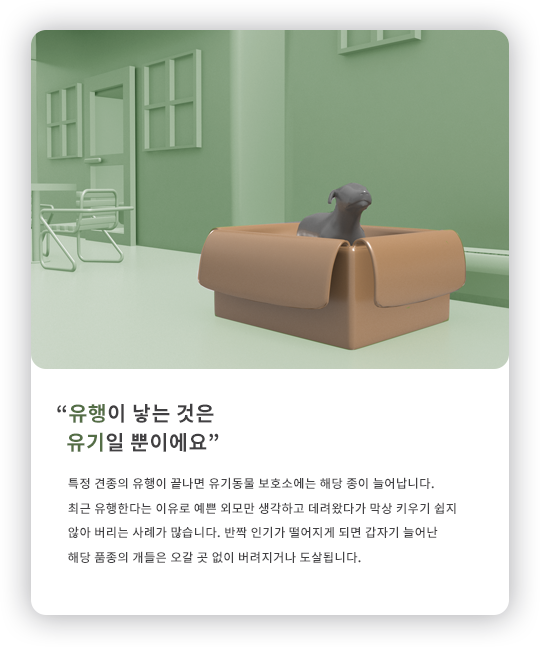 “유행이 낳는 것은
유기일 뿐이에요”
특정 견종의 유행이 끝나면 유기동물 보호소에는 해당 종이 늘어납니다.
최근 유행한다는 이유로 예쁜 외모만 생각하고 데려왔다가 막상 키우기 쉽지
않아 버리는 사례가 많습니다. 반짝 인기가 떨어지게 되면 갑자기 늘어난
해당 품종의 개들은 오갈 곳 없이 버려지거나 도살됩니다.